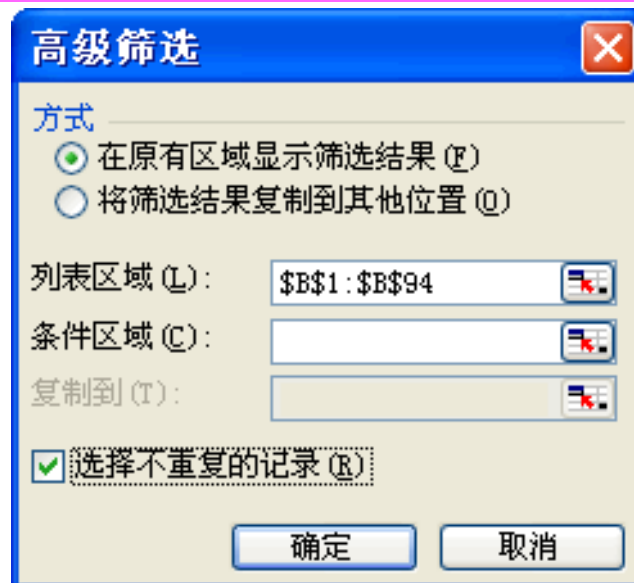 高级筛选
方式
在原有区域显示筛选结果(F)
将筛选结果复制到其他位置(O)
列表区域(L): $B$1:$B$94
条件区域(C):
复制到(T):
选择不重复的记录(R)
确定 取消